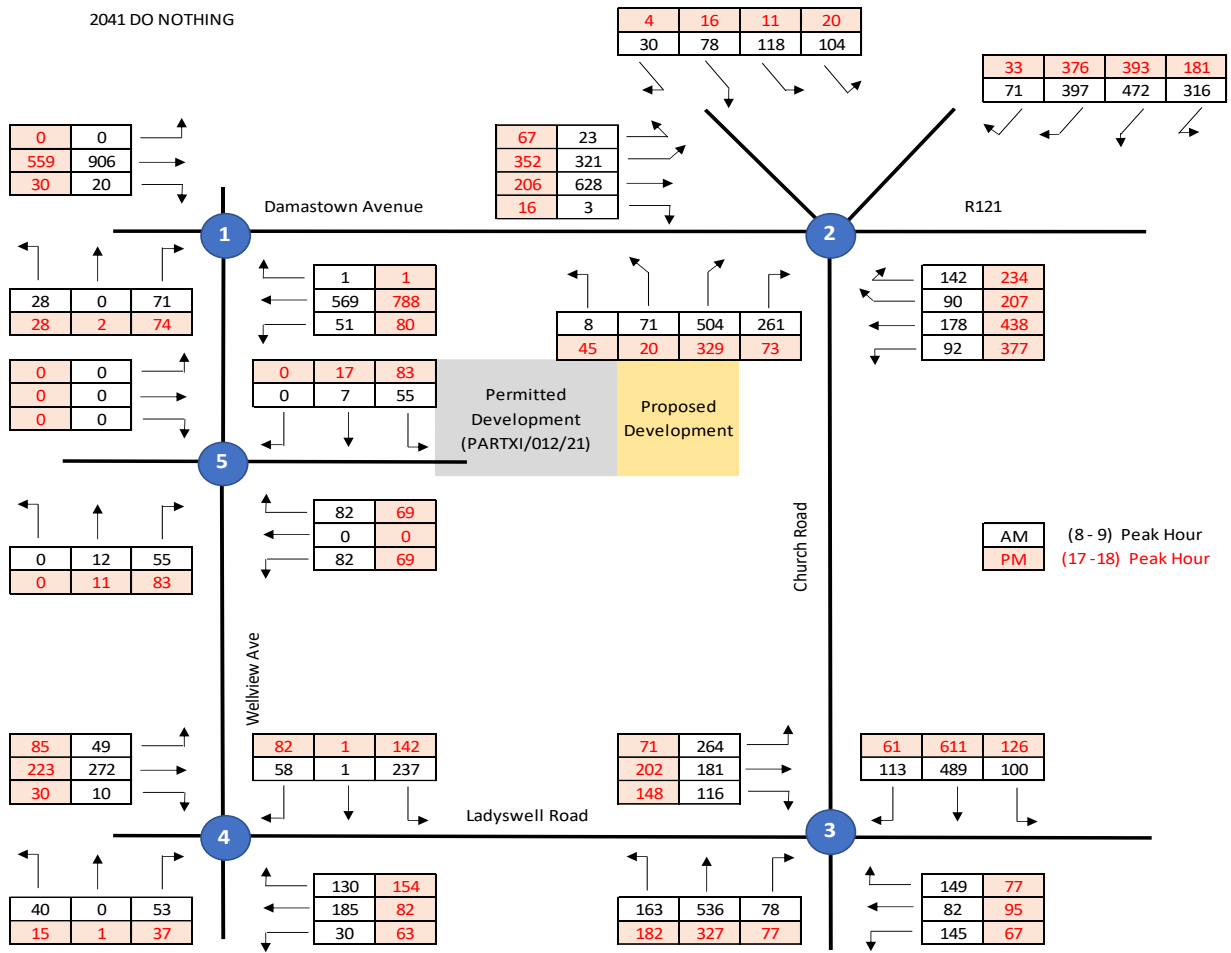 2041 DO NOTHING
4 16 11 20
30 78 118 104
33 376 393 181
71 397 472 316
0 0
559 906
30 20
67 23
352 321
206 628
16 3
Damastown Avenue
R121
1
2
28 0 71
28 2 74
1 1
569 788
51 80
8 71 504 261
45 20 329 73
142 234
90 207
178 438
92 377
0 0
0 0
0 0
0 17 83
0 7 55
Permitted
Development
(PARTXI/012/21)
Proposed
Development
5
0 12 55
0 11 83
82 69
0 0
82 69
Church Road
AM (8 - 9) Peak Hour
PM (17 -18) Peak Hour
Wellview Ave
85 49
223 272
30 10
82 1 142
58 1 237
71 264
202 181
148 116
61 611 126
113 489 100
Ladyswell Road
4
3
40 0 53
15 1 37
130 154
185 82
30 63
163 536 78
182 327 77
149 77
82 95
145 67